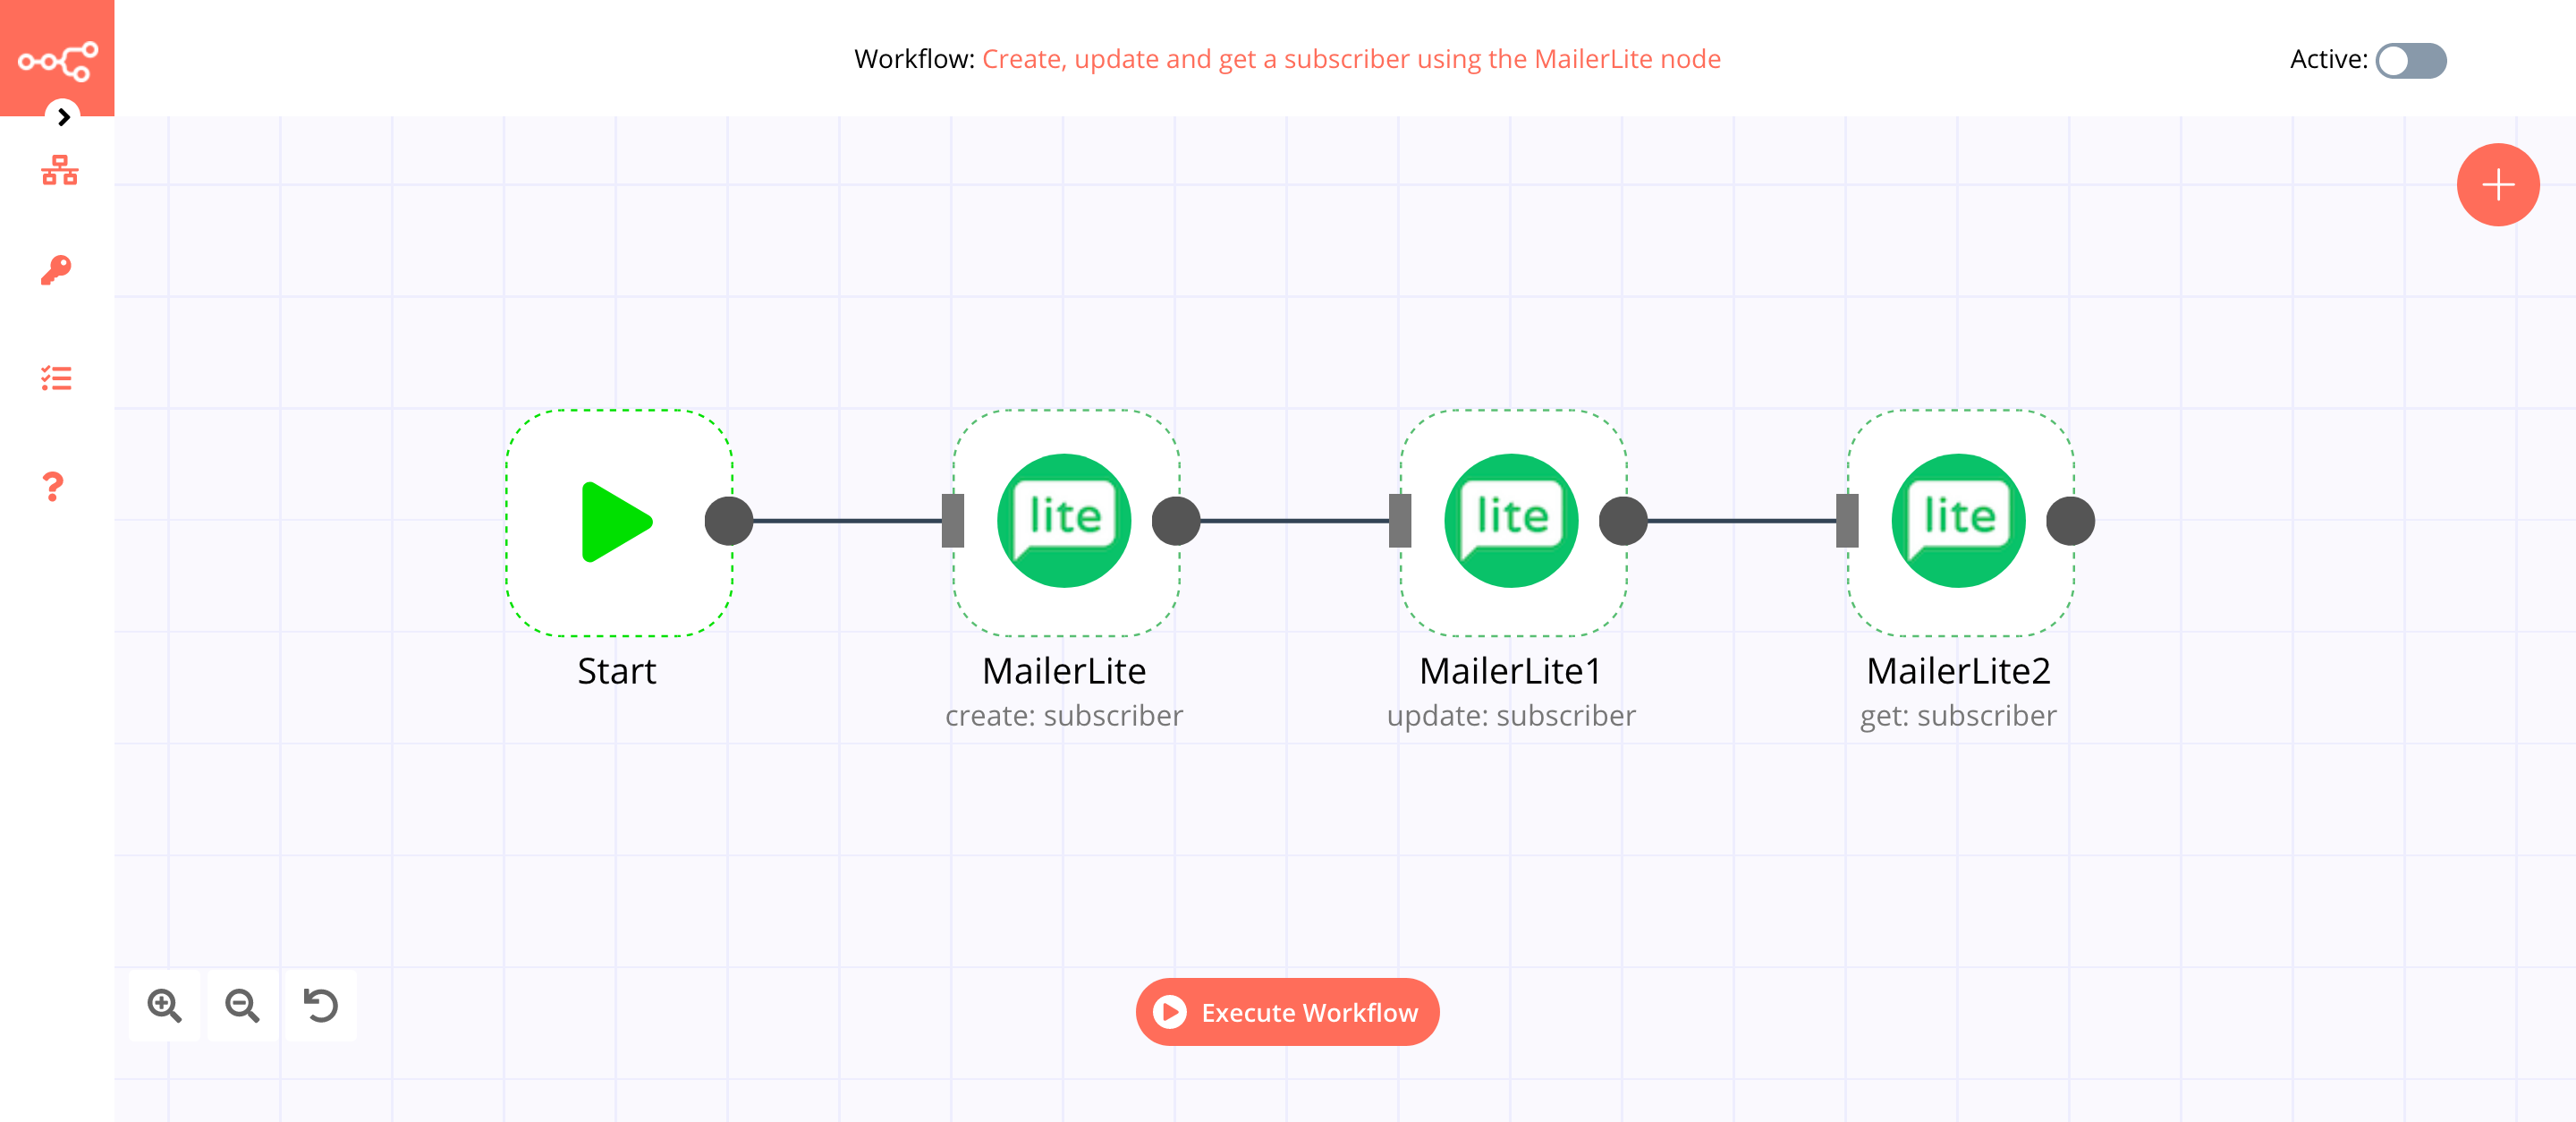 Workflow: Create, update and get a subscriber using the MailerLite node
Active:
lite
lite
lite
Start
MailerLite
MailerLite1
MailerLite2
create: subscriber
update: subscriber
get: subscriber
Execute Workflow